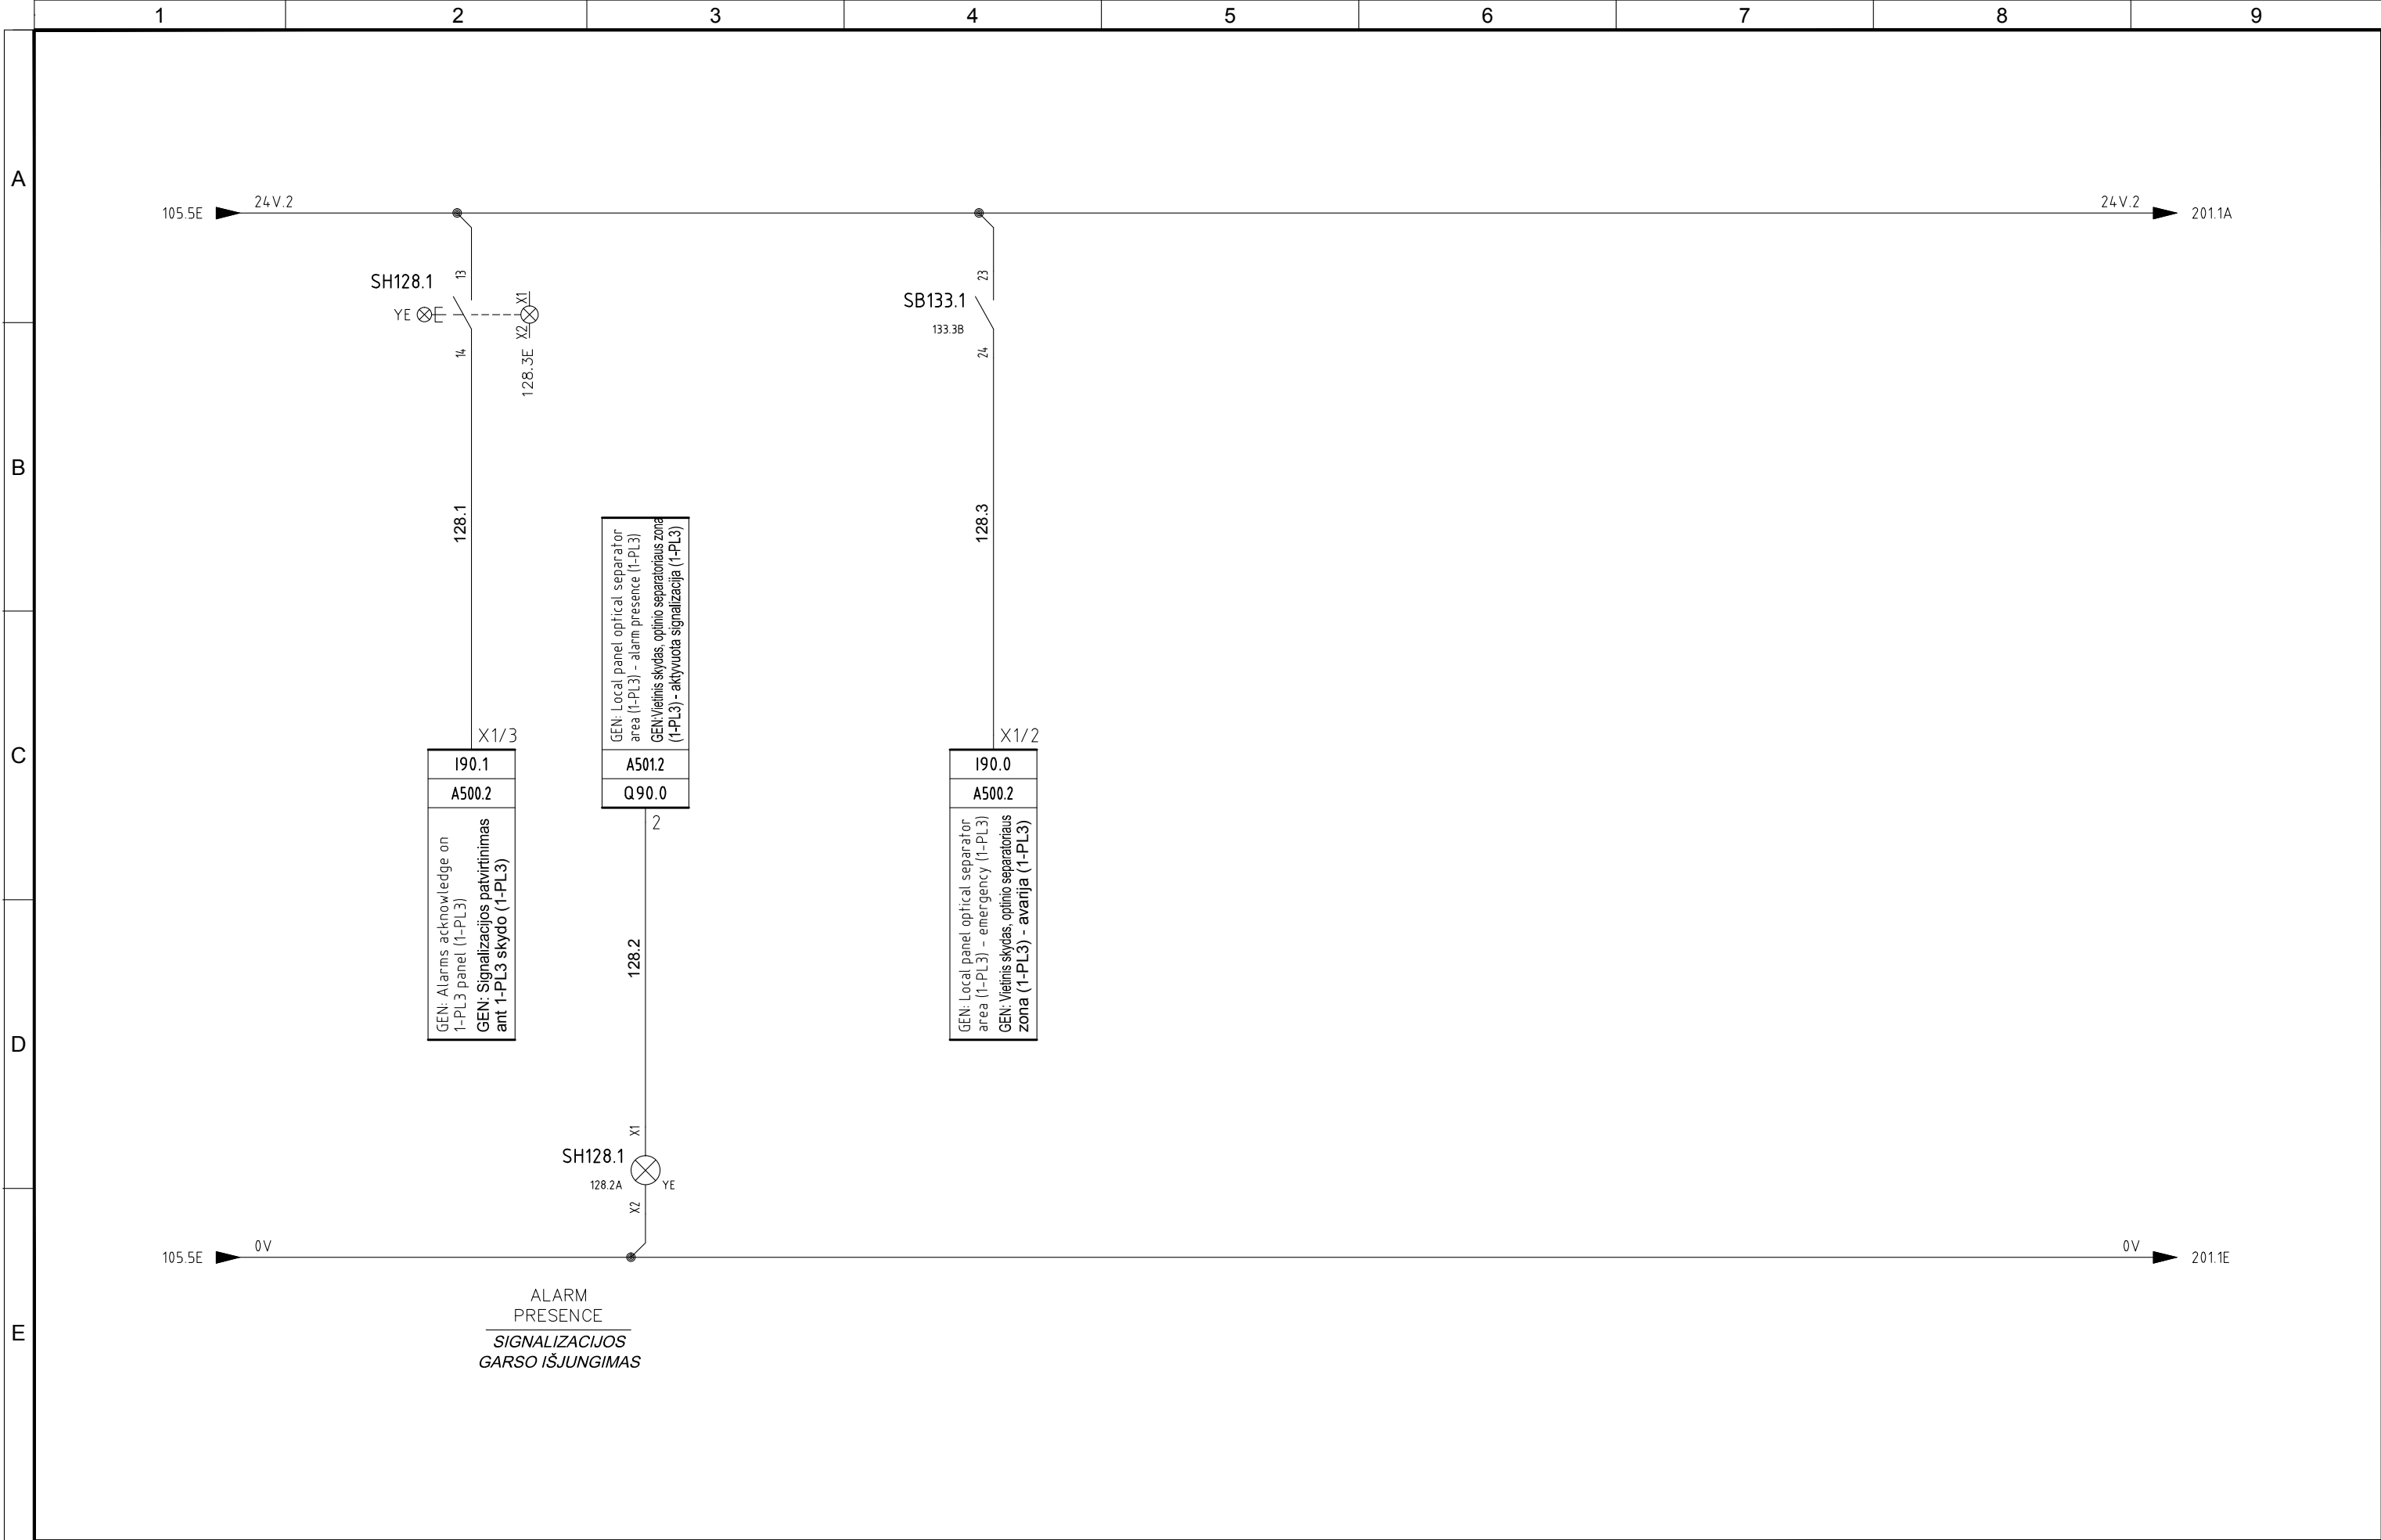 1 2 3 4 5 6 7 8 9
A
105.5E 24V.2 24V.2 201.1A
SH128.1 13
YE X1
X2
14
128.3E
SB133.1 23
133.3B
24
B
128.1
128.3
GEN: Local panel optical separator
area (1-PL3) - alarm presence (1-PL3)
GEN:Vietinis skydas, optinio separatoriaus zona
(1-PL3) - aktyvuota signalizacija (1-PL3)
A501.2
Q90.0
2
C
X1/3
I90.1
A500.2
GEN: Alarms acknowledge on
1-PL3 panel (1-PL3)
GEN: Signalizacijos patvirtinimas
ant 1-PL3 skydo (1-PL3)
X1/2
I90.0
A500.2
GEN: Local panel optical separator
area (1-PL3) - emergency (1-PL3)
GEN: Vietinis skydas, optinio separatoriaus
zona (1-PL3) - avarija (1-PL3)
128.2
D
X1
SH128.1
128.2A YE
X2
105.5E 0V 0V 201.1E
ALARM
PRESENCE
SIGNALIZACIJOS
GARSO IŠJUNGIMAS
E